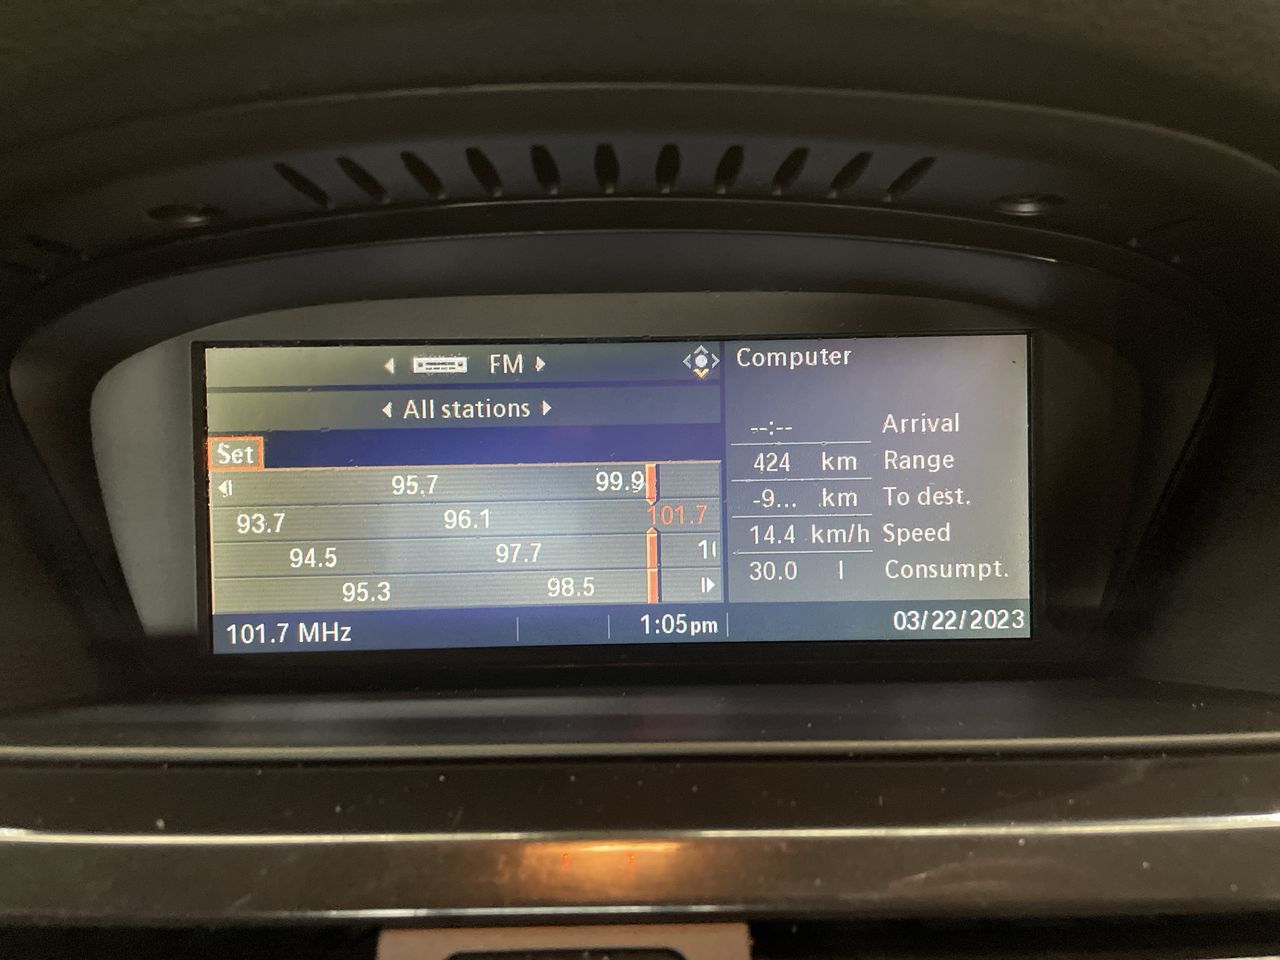 FM
All stations
Set
95.7 99.9
93.7 96.1 101.7
94.5 97.7
95.3 98.5
101.7 MHz 1:05pm
Computer
--:-- Arrival
424 km Range
-9... km To dest.
14.4 km/h Speed
30.0 l Consumpt.
03/22/2023